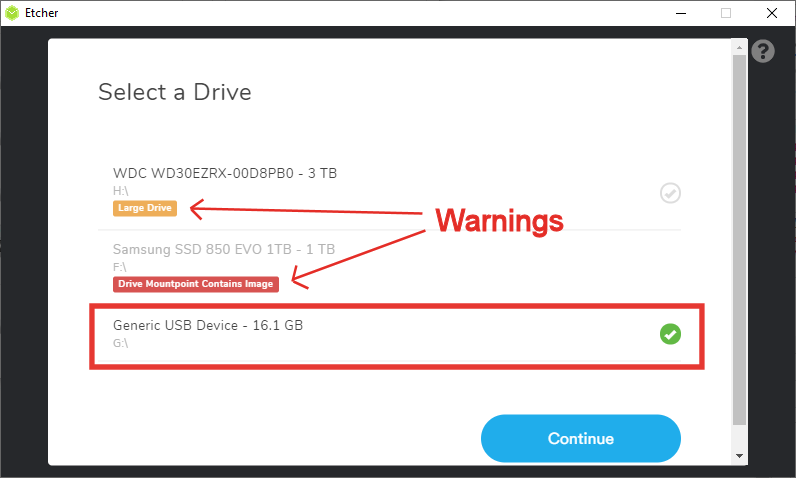 Etcher
Select a Drive
WDC WD30EZRX-00D8PB0 - 3 TB
H:\
Large Drive
Warnings
Samsung SSD 850 EVO 1TB - 1 TB
F:\
Drive Mountpoint Contains Image
Generic USB Device - 16.1 GB
G:\
Continue